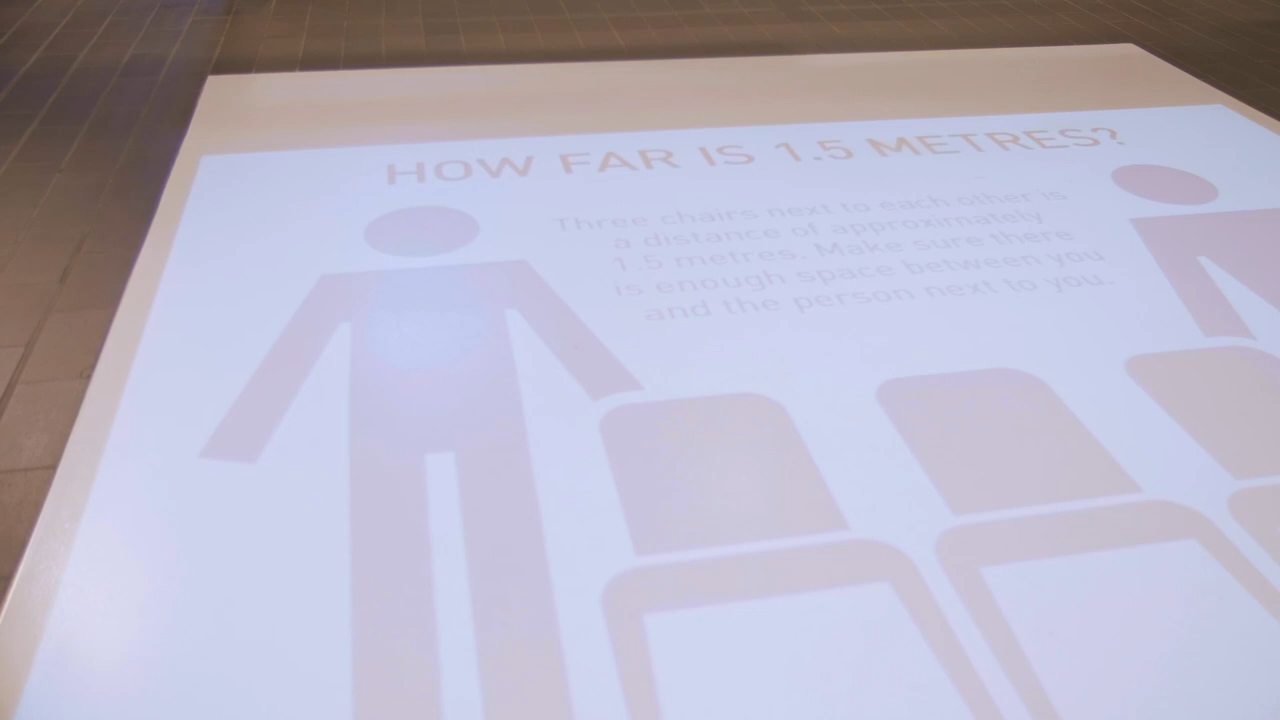 HOW FAR IS 1.5 METRES?
Three chairs next to each other is
a distance of approximately
1.5 metres. Make sure there
is enough space between you
and the person next to you.